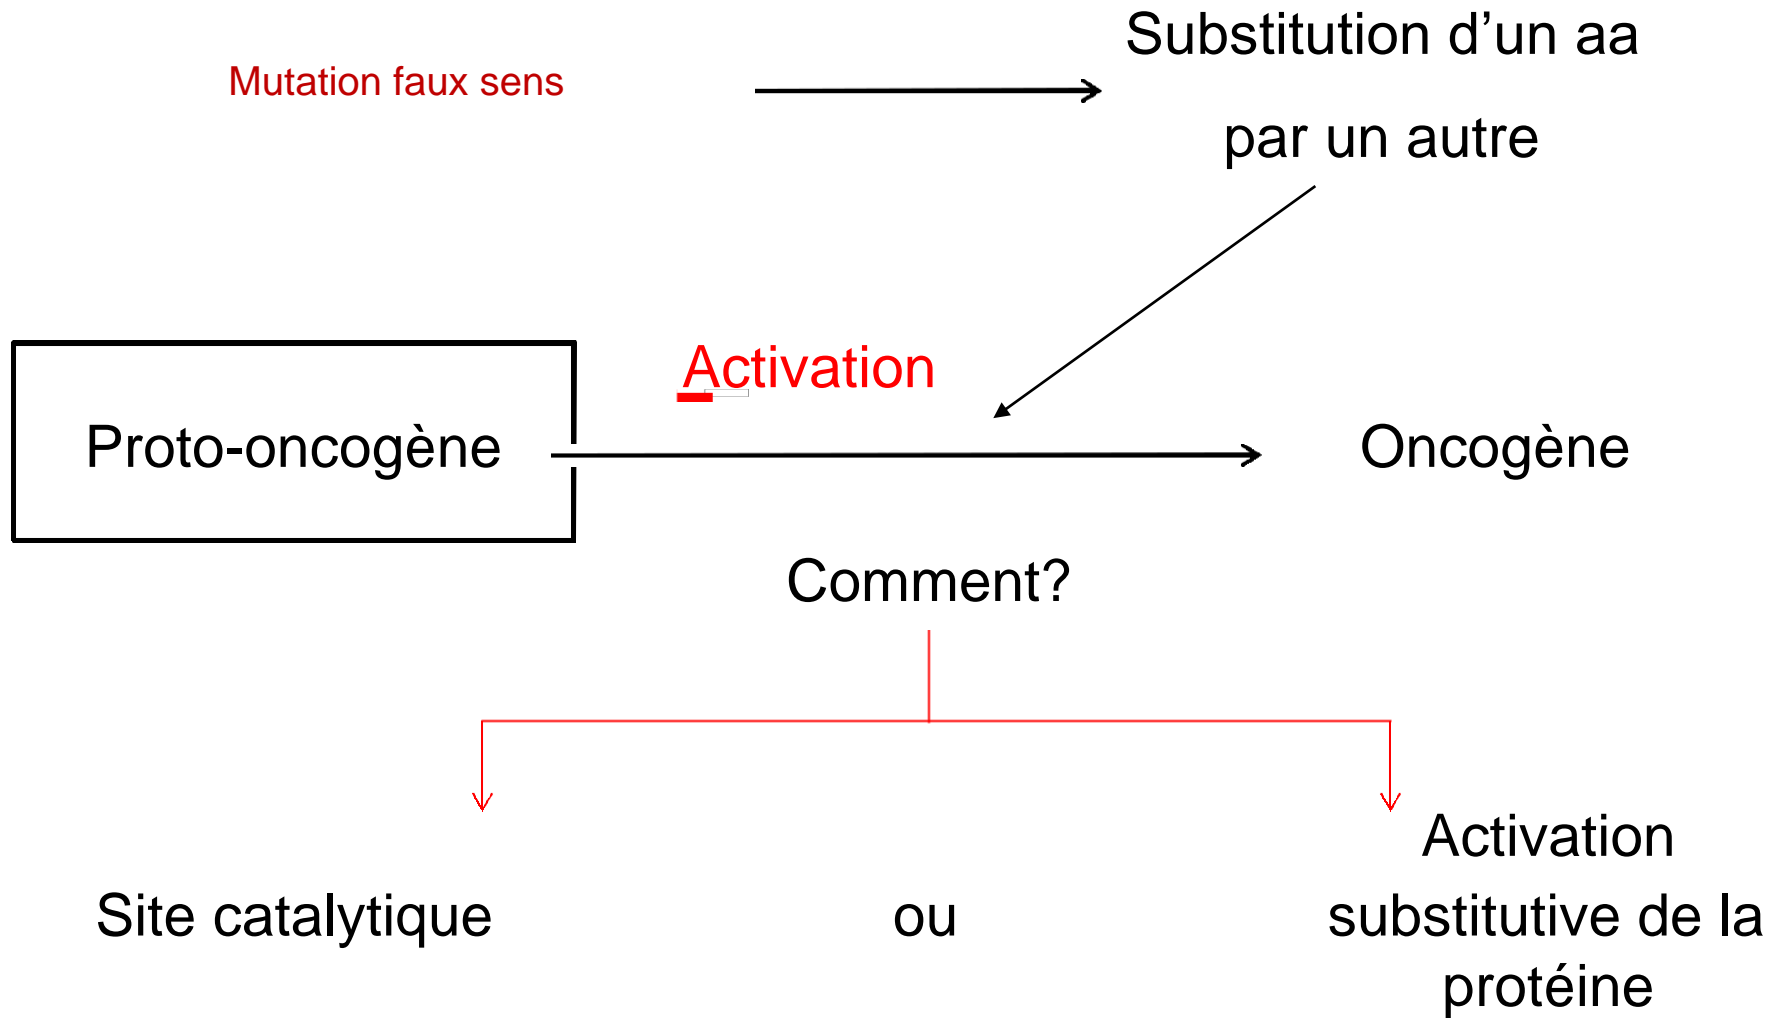 Substitution d’un aa
Mutation faux sens
par un autre
Activation
Proto-oncogène
Oncogène
Comment?
Activation
Site catalytique
ou
substitutive de la
protéine